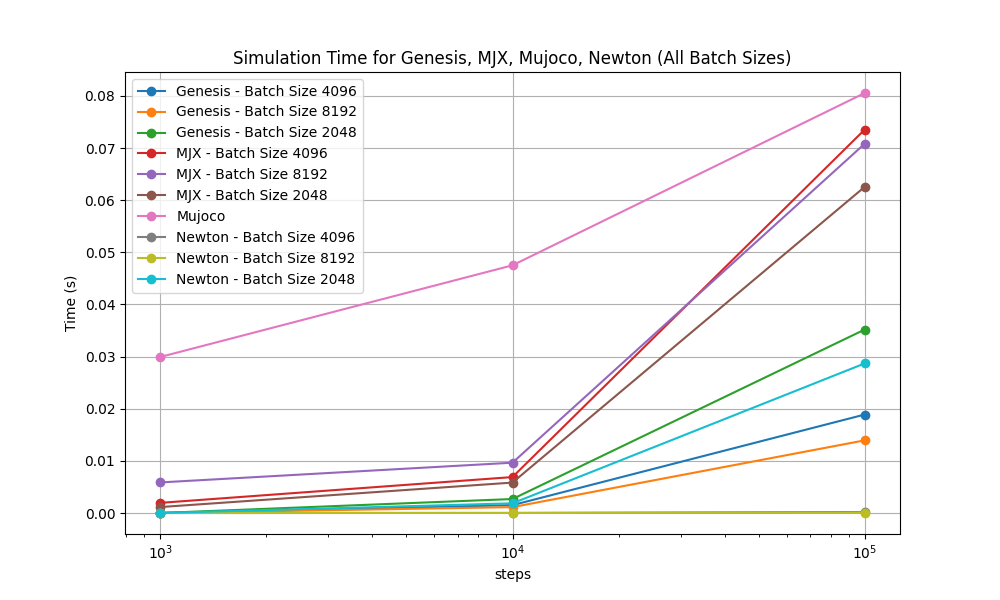 Simulation Time for Genesis, MJX, Mujoco, Newton (All Batch Sizes)
Genesis - Batch Size 4096
Genesis - Batch Size 8192
Genesis - Batch Size 2048
MJX - Batch Size 4096
MJX - Batch Size 8192
MJX - Batch Size 2048
Mujoco
Newton - Batch Size 4096
Newton - Batch Size 8192
Newton - Batch Size 2048
Time (s)
0.08
0.07
0.06
0.05
0.04
0.03
0.02
0.01
0.00
10³ 10⁴ 10⁵
steps